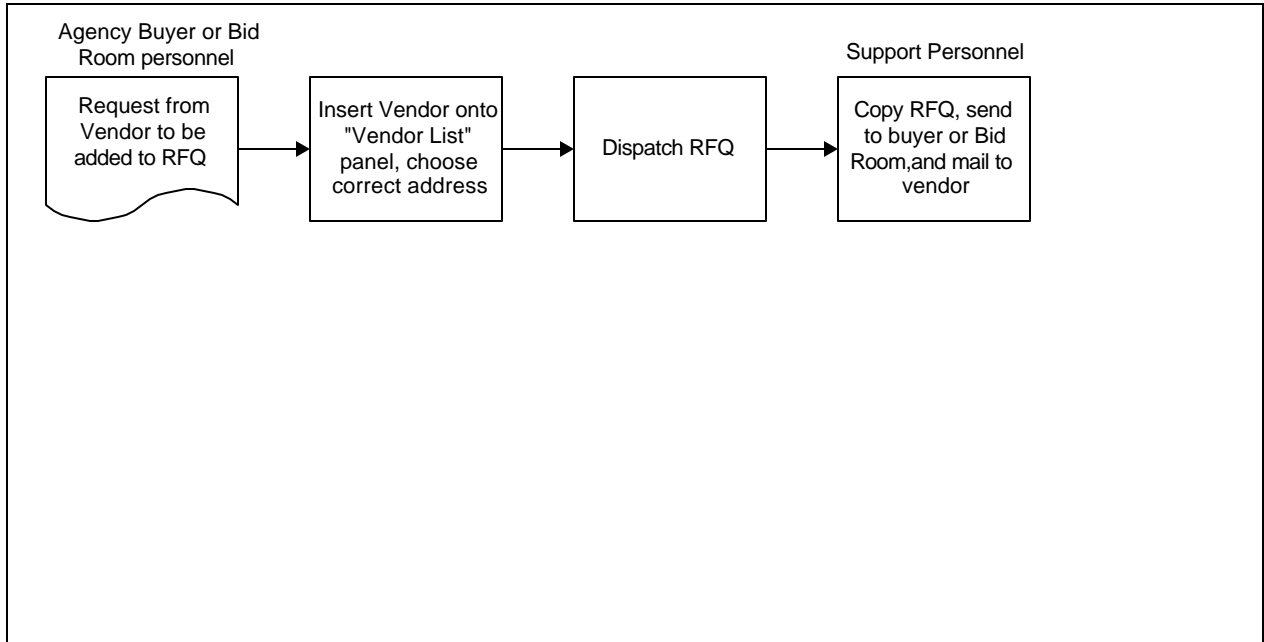 Agency Buyer or Bid
Room personnel
Request from
Vendor to be
added to RFQ
Insert Vendor onto
"Vendor List"
panel, choose
correct address
Dispatch RFQ
Support Personnel
Copy RFQ, send
to buyer or Bid
Room,and mail to
vendor